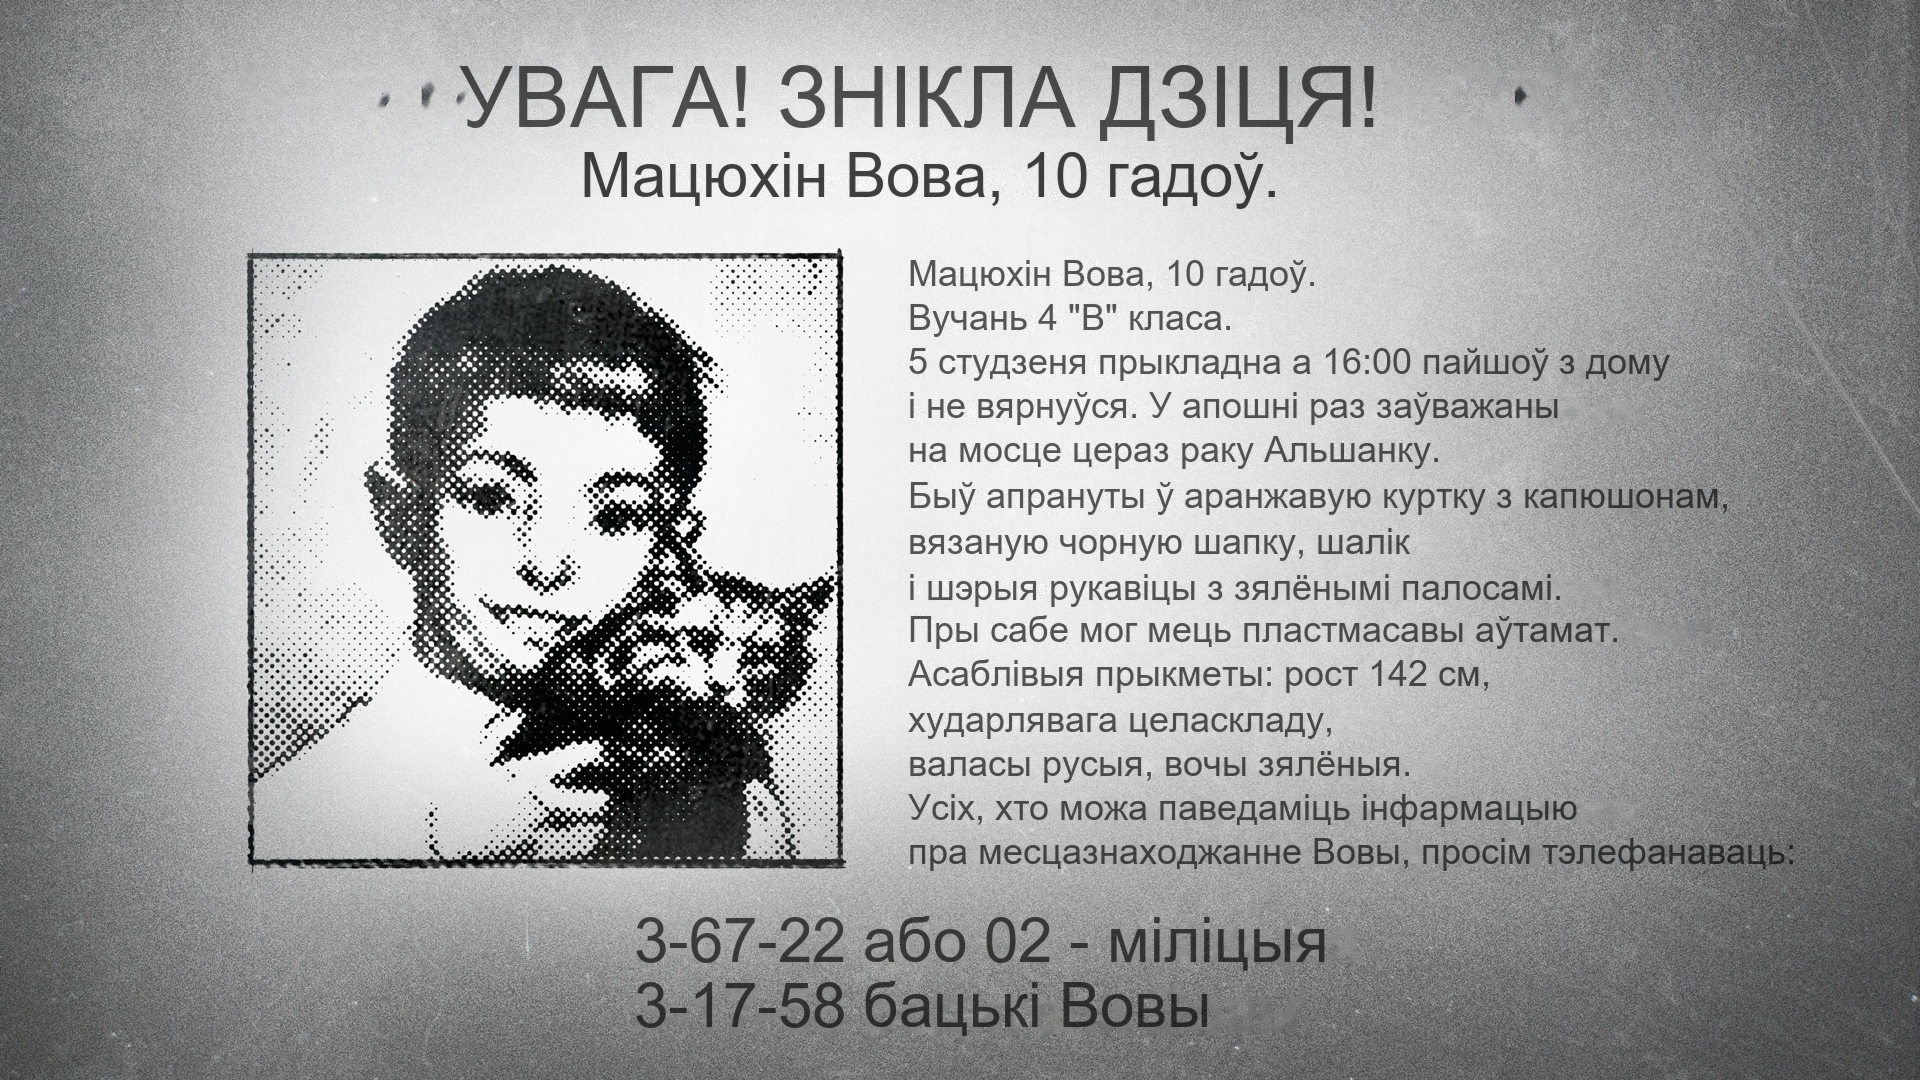 УВАГА! ЗНІКЛА ДЗІЦЯ!
Мацюхін Вова, 10 гадоў.
Мацюхін Вова, 10 гадоў.
Вучань 4 "В" класа.
5 студзеня прыкладна а 16:00 пайшоў з дому
і не вярнуўся. У апошні раз заўважаны
на мосце цераз раку Альшанку.
Быў апрануты ў аранжавую куртку з капюшонам,
вязаную чорную шапку, шалік
і шэрыя рукавіцы з зялёнымі палосамі.
Пры сабе мог мець пластмасавы аўтамат.
Асаблівыя прыкметы: рост 142 см,
хударлявага целаскладу,
валасы русыя, вочы зялёныя.
Усіх, хто можа паведаміць інфармацыю
пра месцазнаходжанне Вовы, просім тэлефанаваць:
3-67-22 або 02 - міліцыя
3-17-58 бацькі Вовы